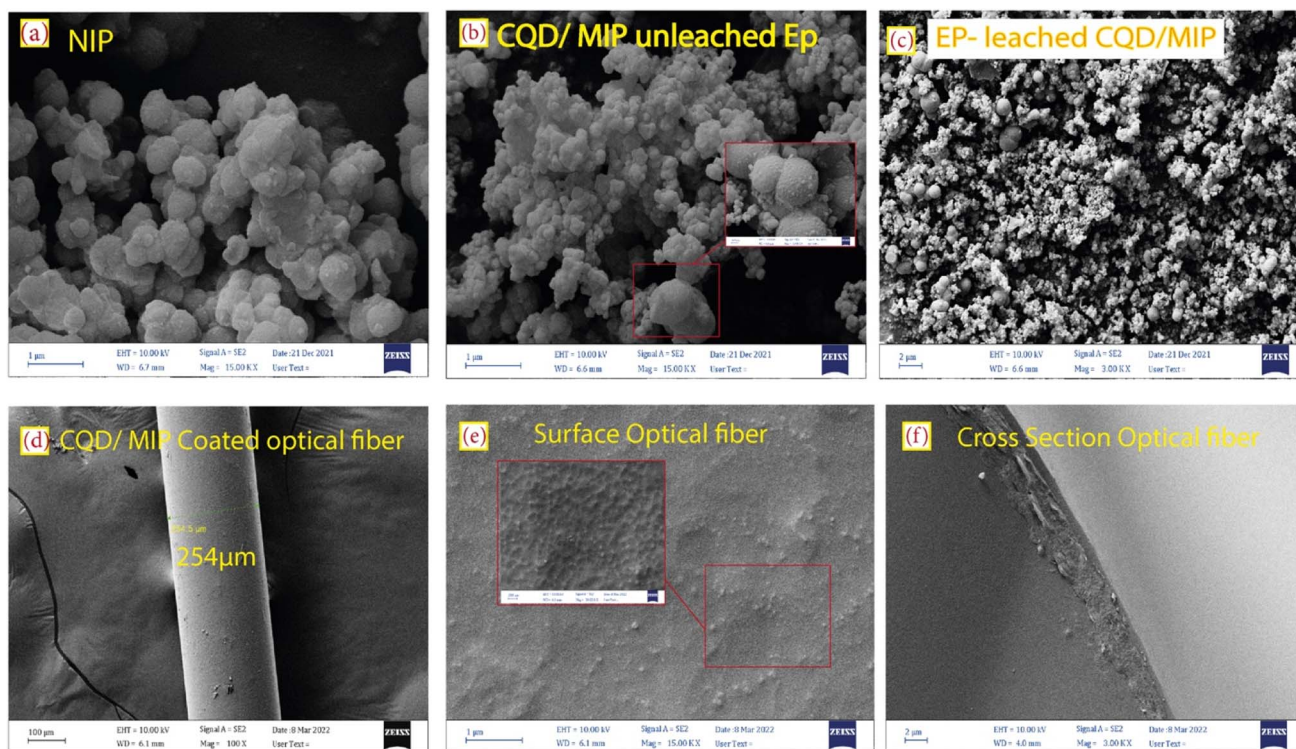 (a) NIP
1 µm
EHT = 10.00 kV Signal A = SE2 Date :21 Dec 2021
WD = 6.7 mm Mag = 15.00 K X User Text =
ZEISS
(b) CQD/ MIP unleached Ep
1 µm
EHT = 10.00 kV Signal A = SE2 Date :21 Dec 2021
WD = 6.6 mm Mag = 15.00 K X User Text =
ZEISS
(c) EP- leached CQD/MIP
2 µm
EHT = 10.00 kV Signal A = SE2 Date :21 Dec 2021
WD = 6.6 mm Mag = 3.00 K X User Text =
ZEISS
(d) CQD/ MIP Coated optical fiber
254µm
100 µm
EHT = 10.00 kV Signal A = SE2 Date :8 Mar 2022
WD = 6.1 mm Mag = 100 X User Text =
ZEISS
(e) Surface Optical fiber
1 µm
EHT = 10.00 kV Signal A = SE2 Date :8 Mar 2022
WD = 6.1 mm Mag = 15.00 K X User Text =
ZEISS
(f) Cross Section Optical fiber
2 µm
EHT = 10.00 kV Signal A = SE2 Date :8 Mar 2022
WD = 4.0 mm Mag = 3.00 K X User Text =
ZEISS